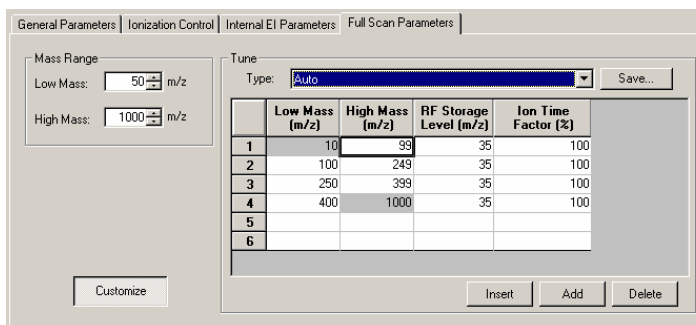 General Parameters Ionization Control Internal EI Parameters Full Scan Parameters
Mass Range
Low Mass: 50 m/z
High Mass: 1000 m/z
Tune
Type: Auto Save...
Low Mass (m/z) High Mass (m/z) RF Storage Level (m/z) Ion Time Factor (%)
1 10 99 35 100
2 100 249 35 100
3 250 399 35 100
4 400 1000 35 100
5
6
Customize
Insert Add Delete